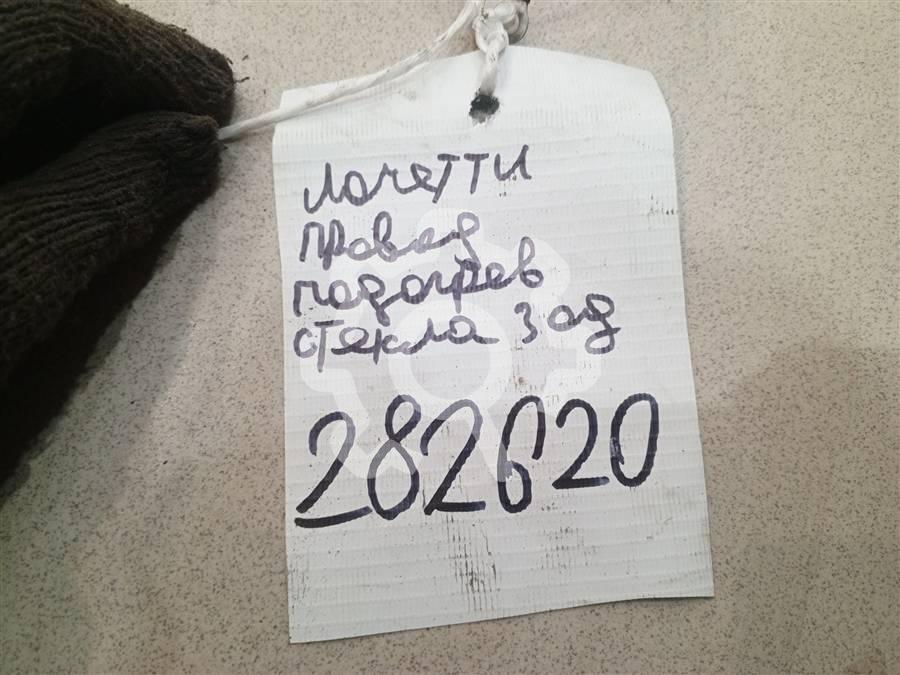 Лачетти
провод
подогрев
стекла зад
282620